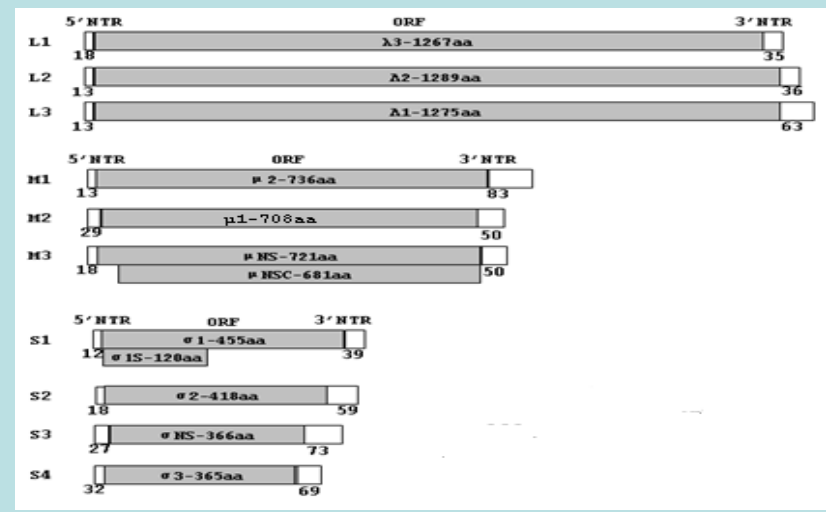 5'NTR ORF 3'NTR
L1 λ3-1267aa
18 35
L2 λ2-1289aa
13 36
L3 λ1-1275aa
13 63
5'NTR ORF 3'NTR
M1 μ2-736aa
13 83
M2 μ1-708aa
29 50
M3 μNS-721aa
18 μNSC-681aa 50
5'NTR ORF 3'NTR
S1 σ1-455aa
12 σ1S-120aa 39
S2 σ2-418aa
18 59
S3 σNS-366aa
27 73
S4 σ3-365aa
32 69